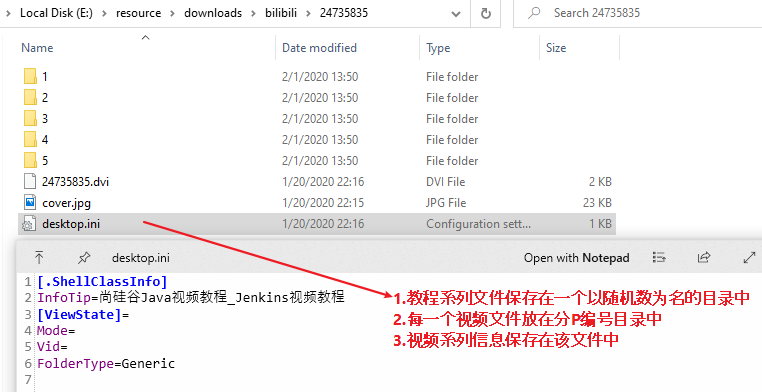 Local Disk (E:) > resource > downloads > bilibili > 24735835
Search 24735835
Name Date modified Type Size
1 2/1/2020 13:50 File folder
2 2/1/2020 13:50 File folder
3 2/1/2020 13:50 File folder
4 2/1/2020 13:50 File folder
5 2/1/2020 13:50 File folder
24735835.dvi 1/20/2020 22:16 DVI File 2 KB
cover.jpg 1/20/2020 22:15 JPG File 23 KB
desktop.ini 1/20/2020 22:16 Configuration sett... 1 KB
desktop.ini Open with Notepad
1 [.ShellClassInfo]
2 InfoTip=尚硅谷Java视频教程_Jenkins视频教程
3 [ViewState]=
4 Mode=
5 Vid=
6 FolderType=Generic
7
1.教程系列文件保存在一个以随机数为名的目录中
2.每一个视频文件放在分P编号目录中
3.视频系列信息保存在该文件中